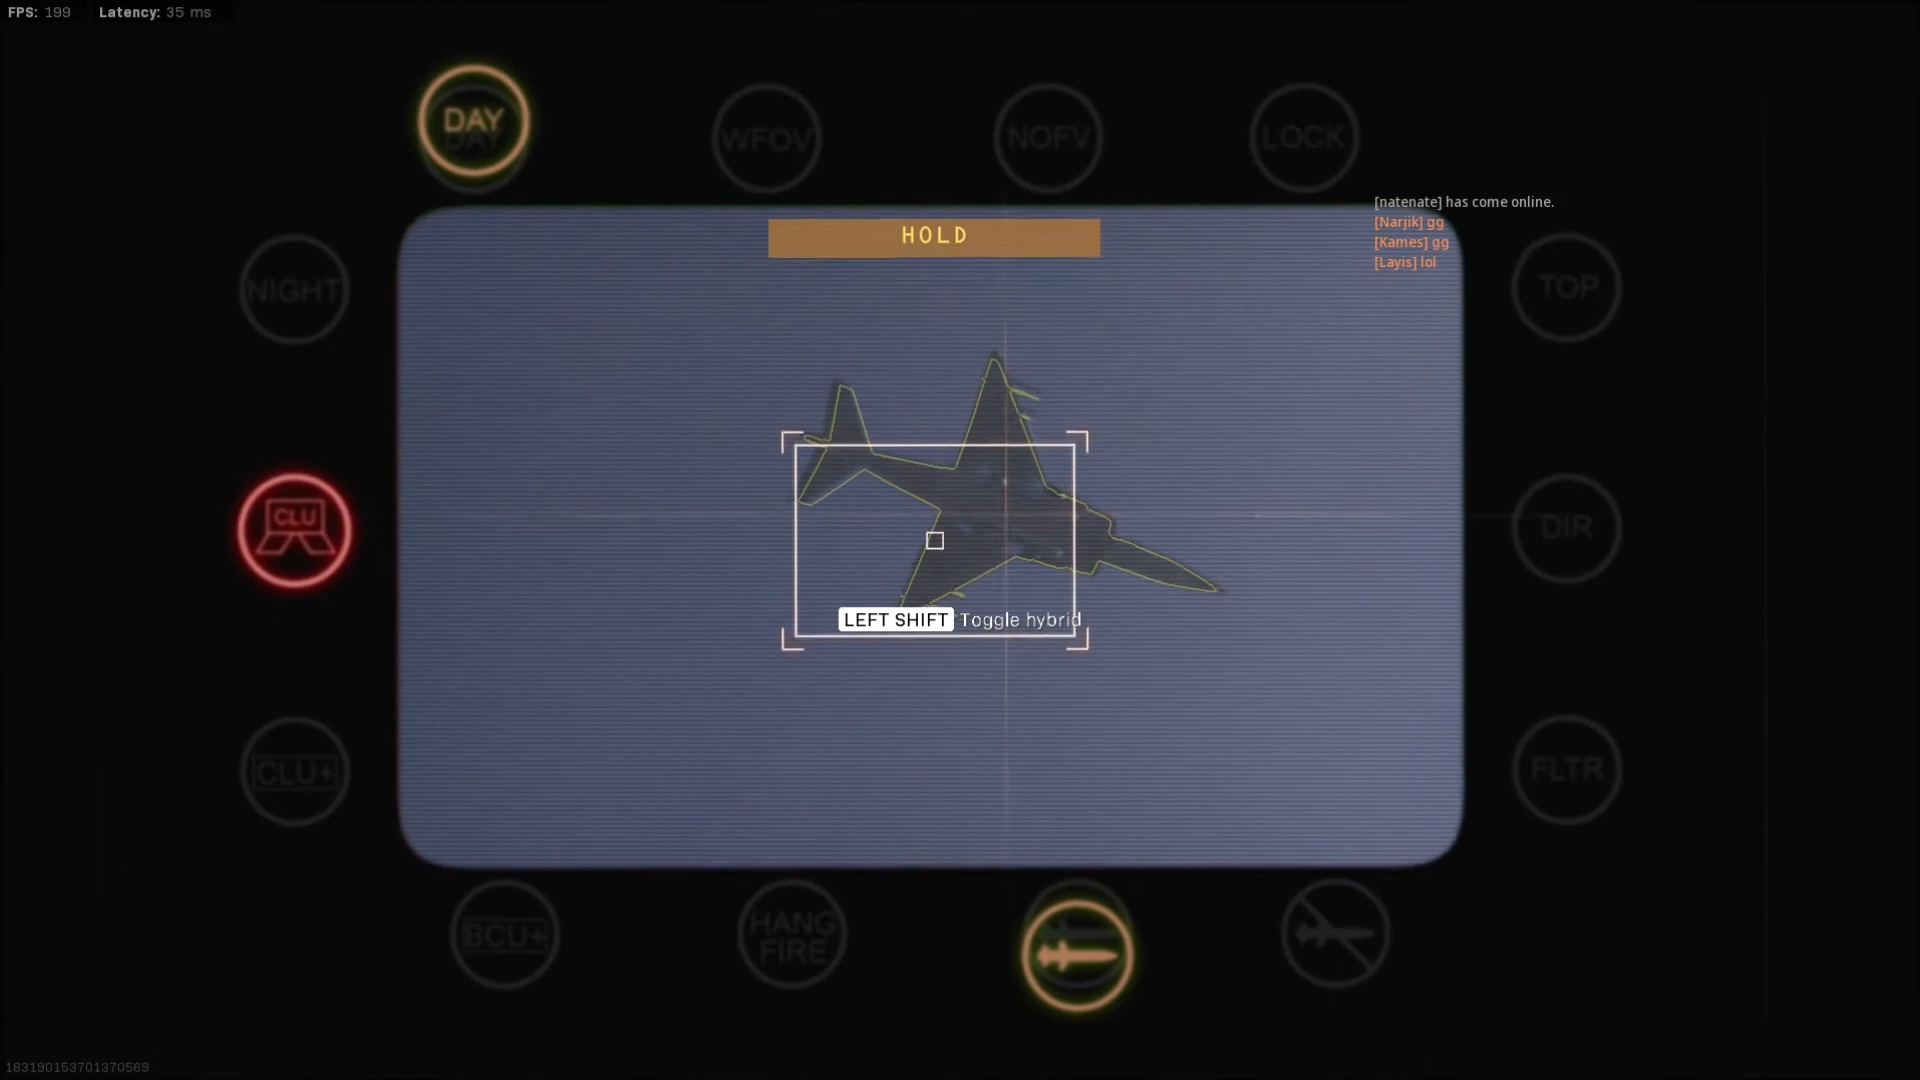 FPS: 199 Latency: 35 ms
DAY
DAY
WFOV
NOFV
LOCK
[natenate] has come online.
[Narjik] gg
[Kames] gg
[Layis] lol
HOLD
NIGHT
TOP
CLU
DIR
LEFT SHIFT Toggle hybrid
CLU+
FLTR
BCU+
HANG
FIRE
183190153701370569